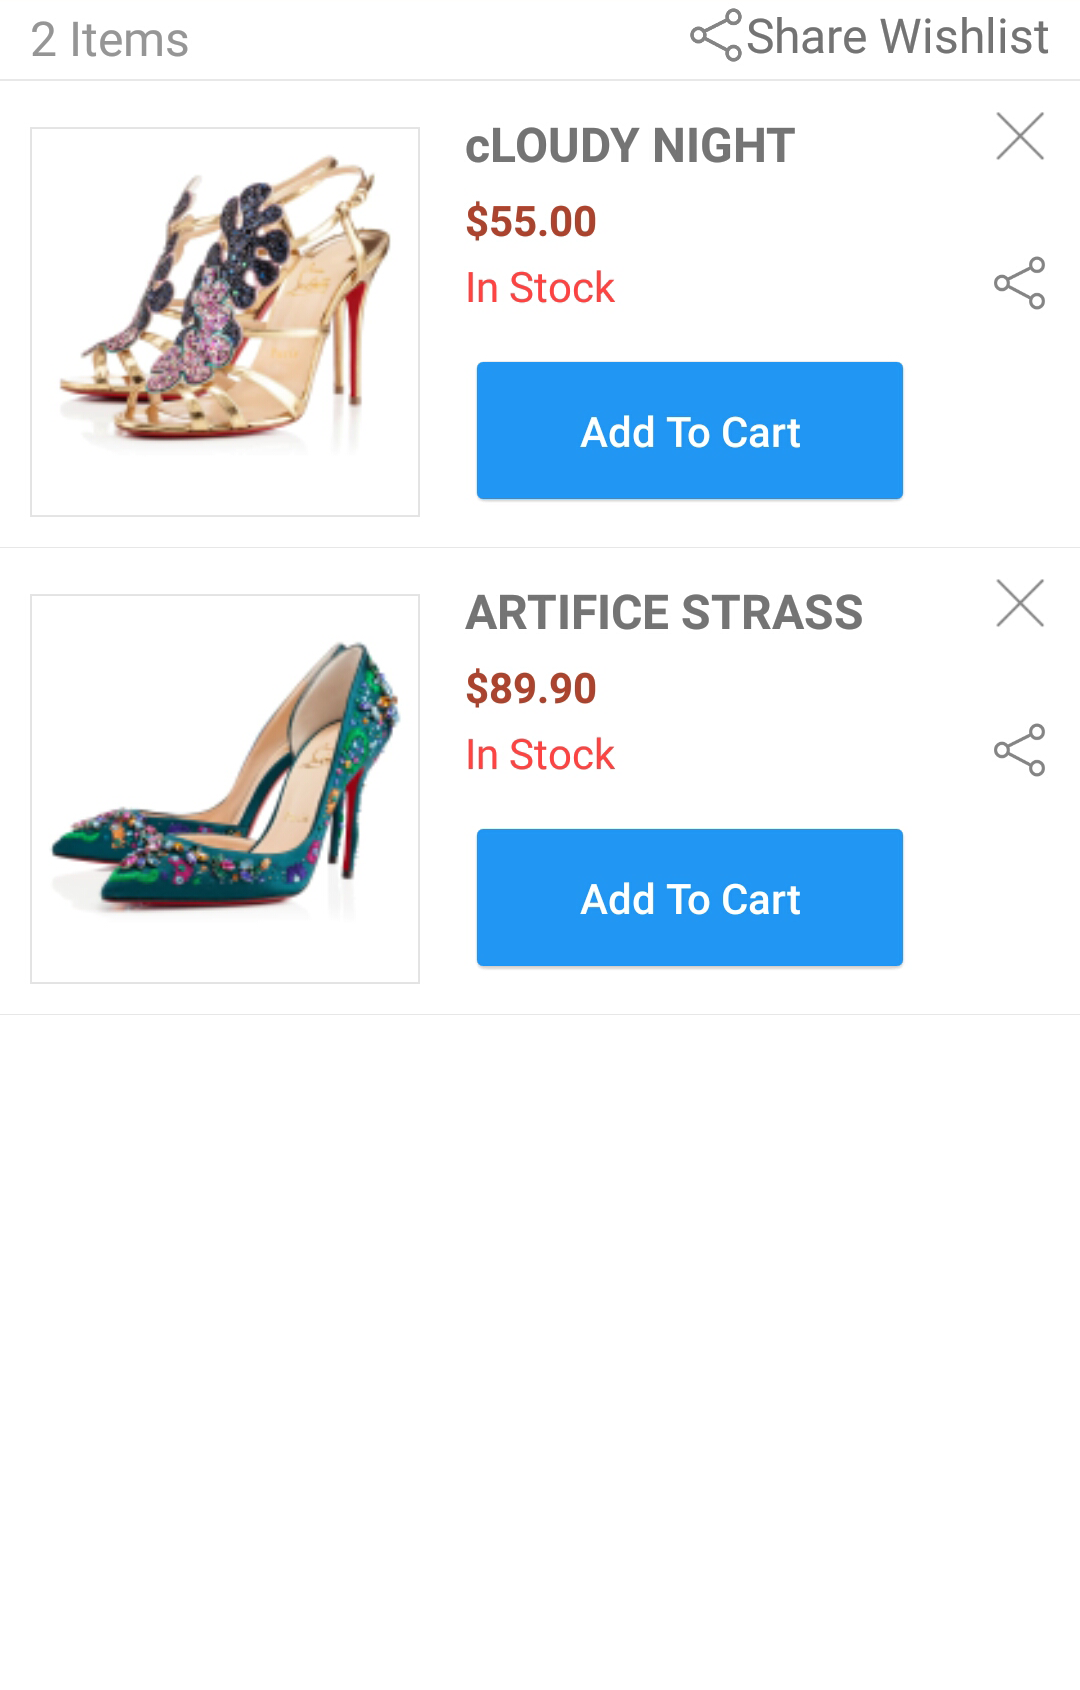 2 Items
Share Wishlist
cLOUDY NIGHT
$55.00
In Stock
Add To Cart
ARTIFICE STRASS
$89.90
In Stock
Add To Cart